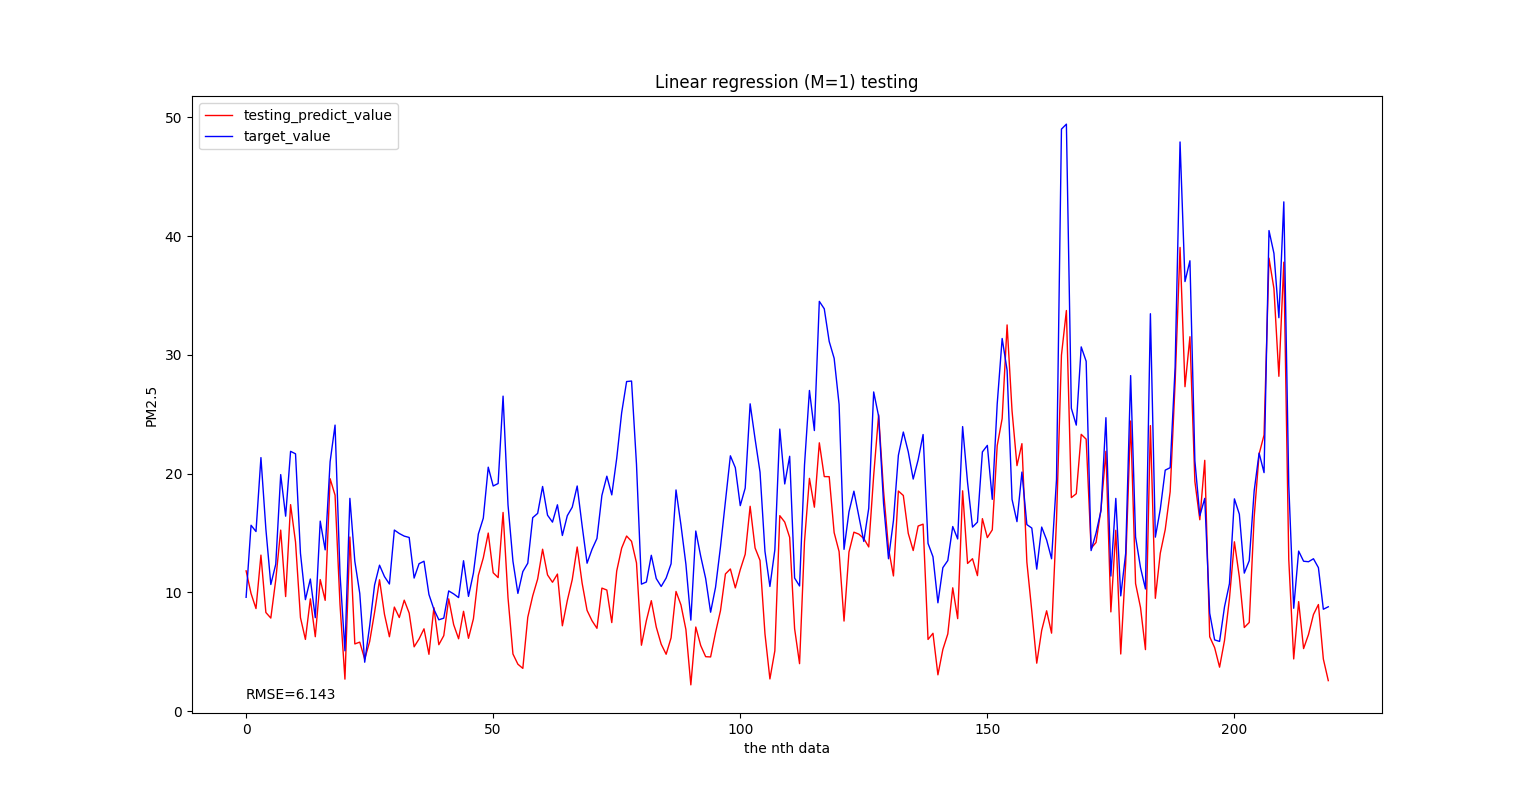 Linear regression (M=1) testing
testing_predict_value
target_value
50
40
30
20
10
0
PM2.5
RMSE=6.143
0 50 100 150 200
the nth data